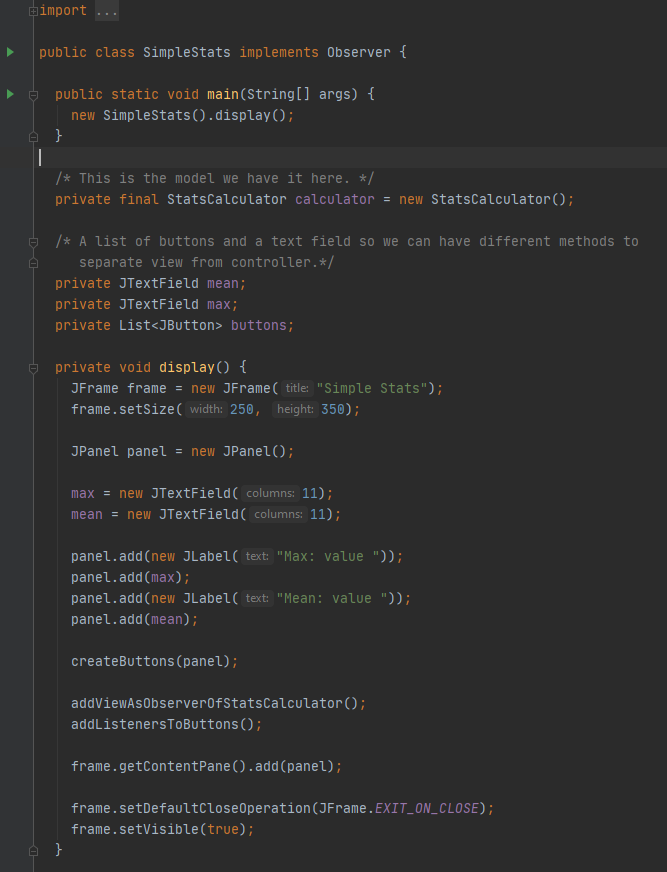 import ...
public class SimpleStats implements Observer {
public static void main(String[] args) {
new SimpleStats().display();
}
/* This is the model we have it here. */
private final StatsCalculator calculator = new StatsCalculator();
/* A list of buttons and a text field so we can have different methods to
separate view from controller.*/
private JTextField mean;
private JTextField max;
private List<JButton> buttons;
private void display() {
JFrame frame = new JFrame( title: "Simple Stats");
frame.setSize( width: 250, height: 350);
JPanel panel = new JPanel();
max = new JTextField( columns: 11);
mean = new JTextField( columns: 11);
panel.add(new JLabel( text: "Max: value "));
panel.add(max);
panel.add(new JLabel( text: "Mean: value "));
panel.add(mean);
createButtons(panel);
addViewAsObserverOfStatsCalculator();
addListenersToButtons();
frame.getContentPane().add(panel);
frame.setDefaultCloseOperation(JFrame.EXIT_ON_CLOSE);
frame.setVisible(true);
}